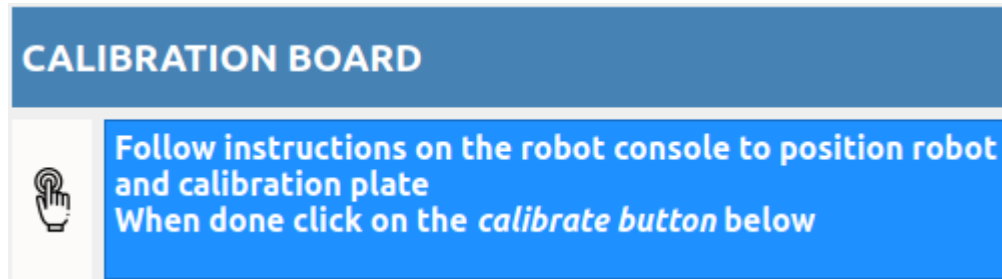 CALIBRATION BOARD
Follow instructions on the robot console to position robot
and calibration plate
When done click on the calibrate button below